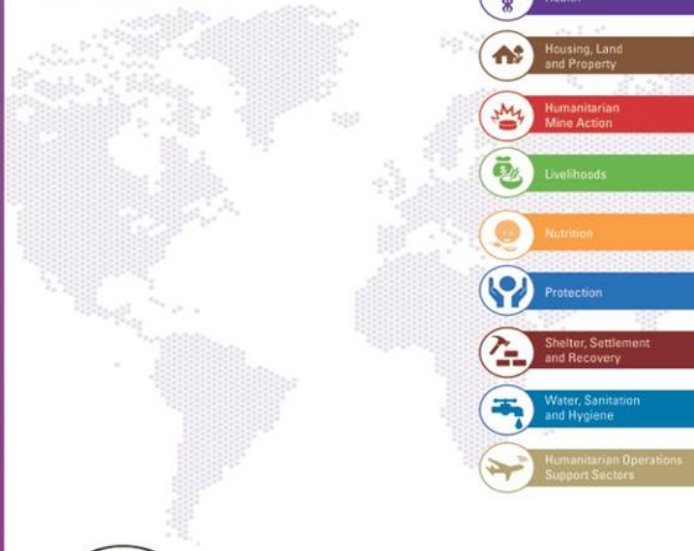 Health
Housing, Land
and Property
Humanitarian
Mine Action
Livelihoods
Nutrition
Protection
Shelter, Settlement
and Recovery
Water, Sanitation
and Hygiene
Humanitarian Operations
Support Sectors